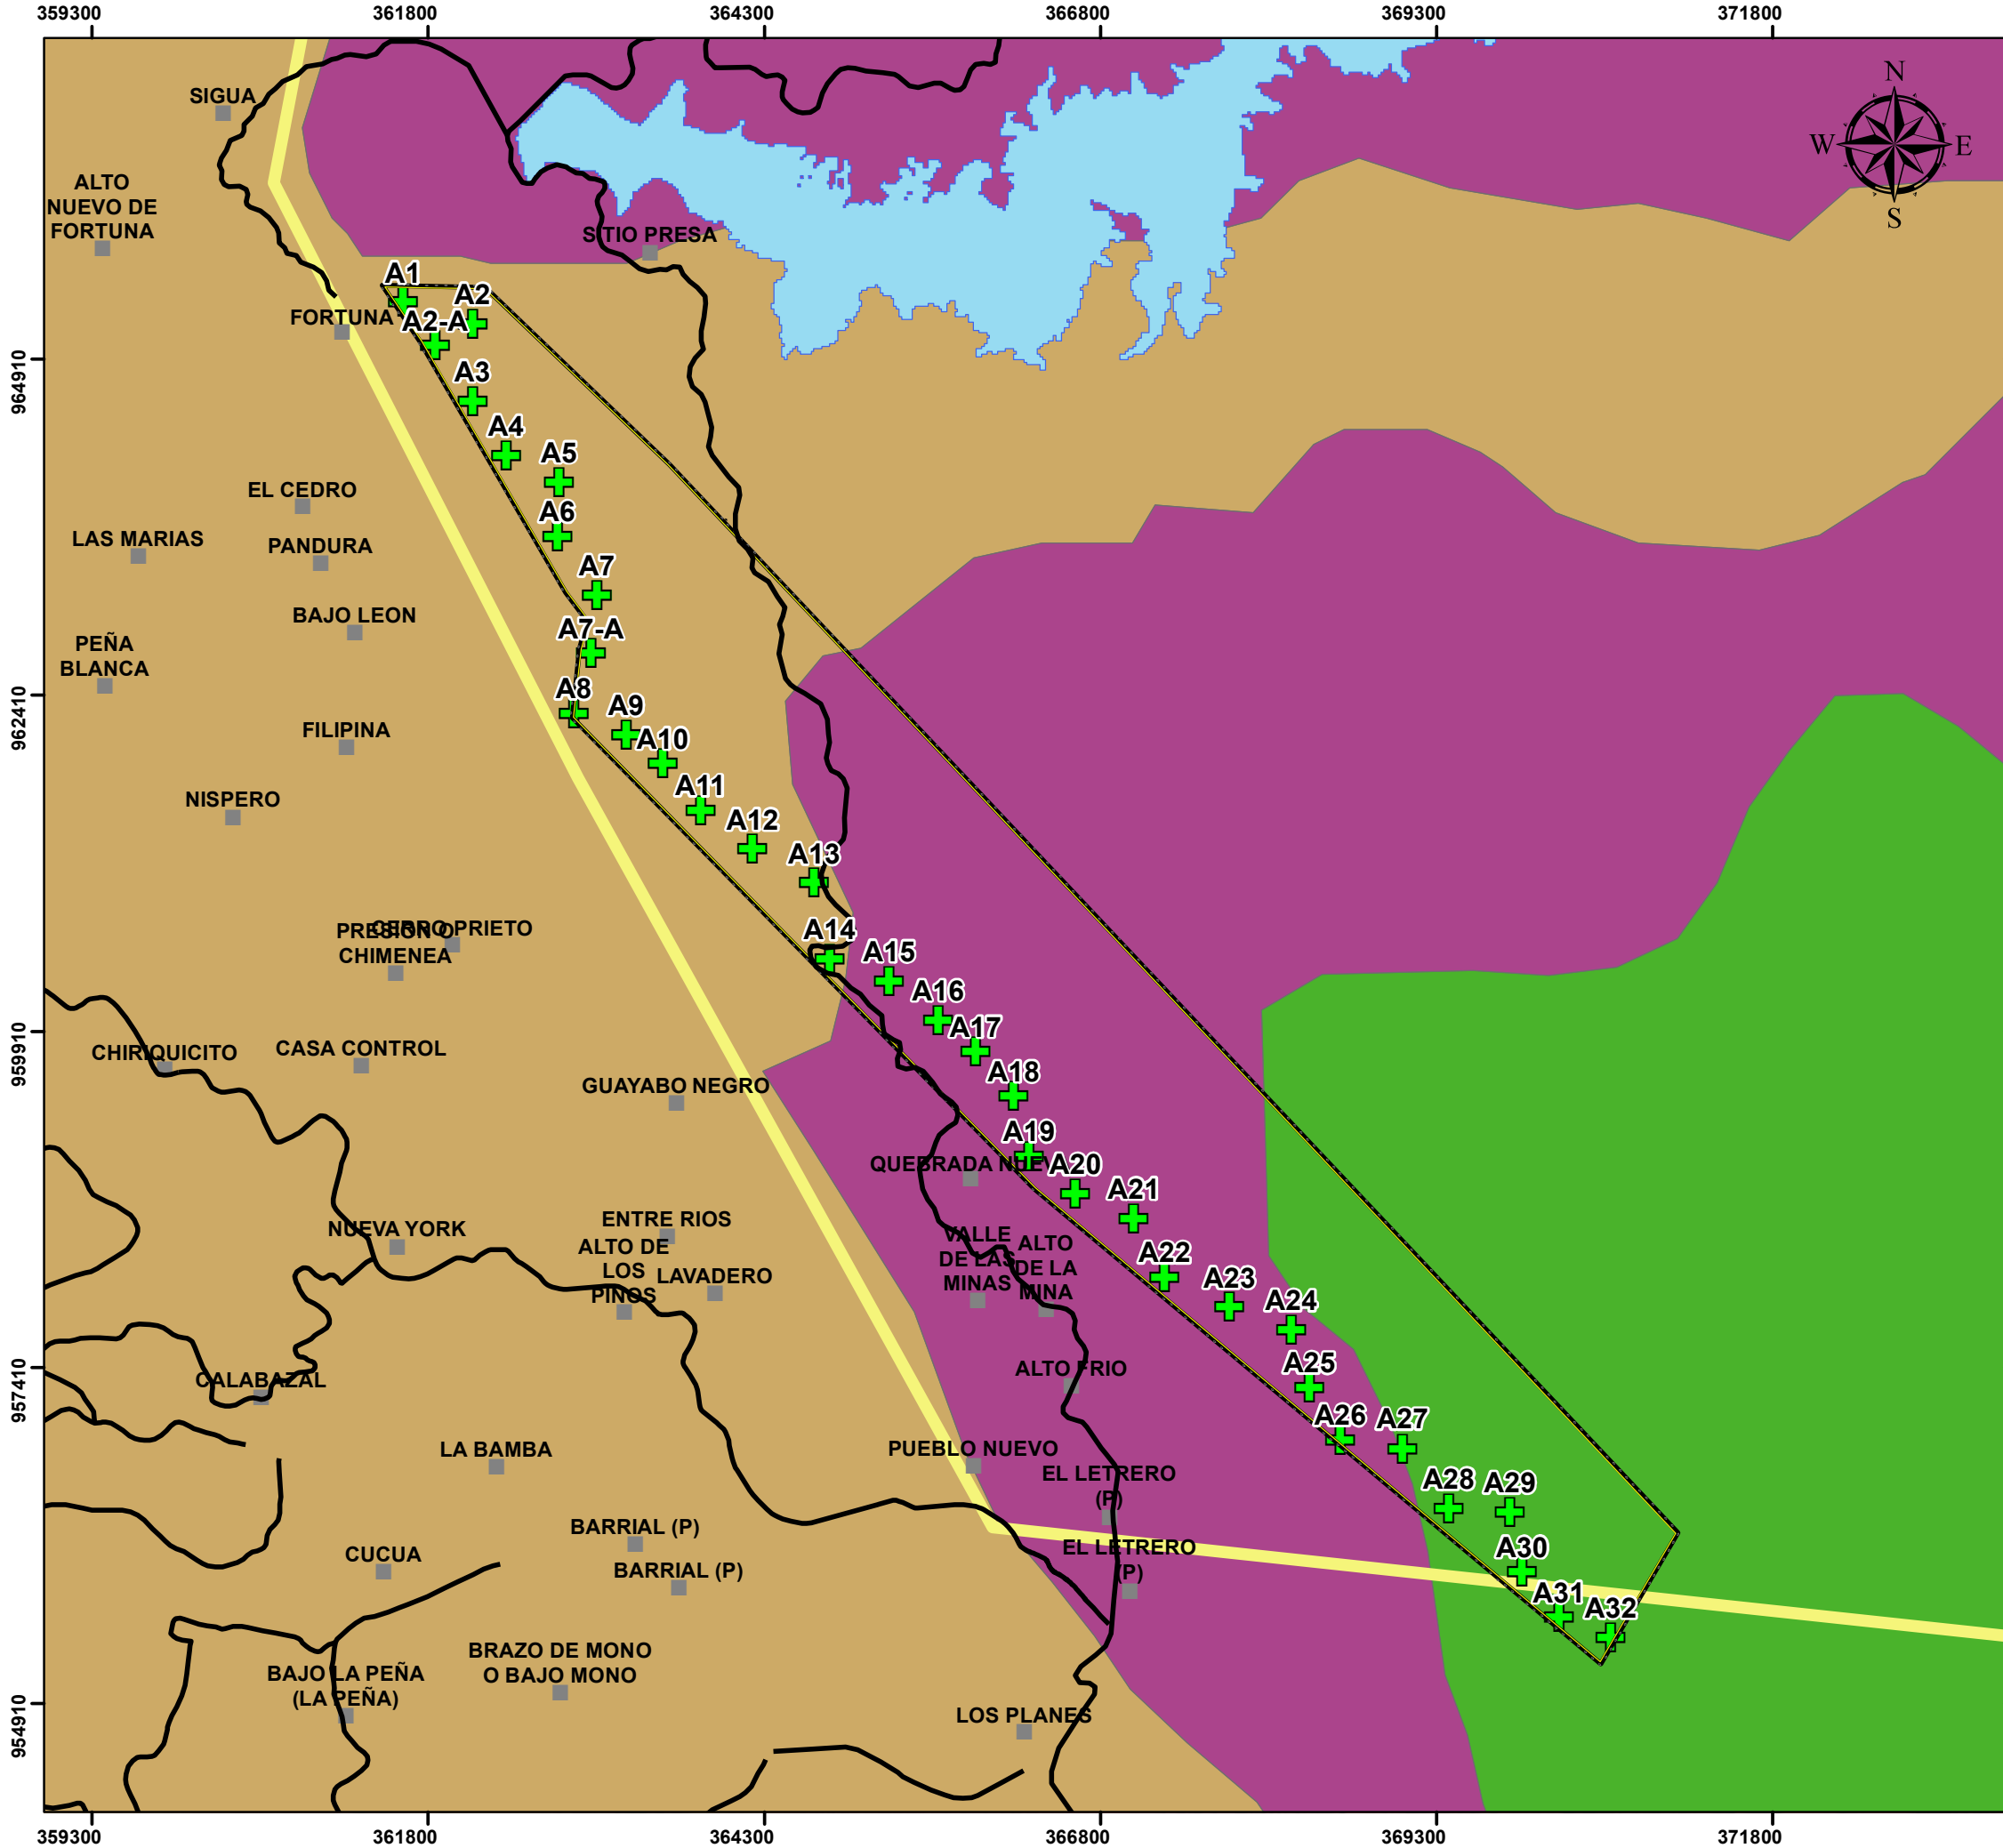 359300 361800 364300 366800 369300 371800
N
W E
S
SIGUA
ALTO
NUEVO DE
FORTUNA
SITIO PRESA
A1
A2
FORTUNA
A2-A
964910
A3
A4
A5
EL CEDRO
A6
LAS MARIAS
PANDURA
A7
BAJO LEON
A7-A
PEÑA
BLANCA
962410
A8
A9
FILIPINA
A10
A11
NISPERO
A12
A13
CERRO PRIETO
PRESION O
CHIMENEA
A14
A15
A16
959910
A17
CHIRIQUICITO
CASA CONTROL
A18
GUAYABO NEGRO
A19
QUEBRADA
A20
A21
NUEVA YORK
ENTRE RIOS
ALTO DE
LOS
PINOS
LAVADERO
VALLE
DE LAS
MINAS
ALTO
DE LA
MINA
A22
A23
A24
957410
CALABAZAL
ALTO FRIO
A25
A26
A27
LA BAMBA
PUEBLO NUEVO
EL LETRERO
(P)
A28
A29
BARRIAL (P)
CUCUA
BARRIAL (P)
EL LETRERO
(P)
A30
A31
A32
BRAZO DE MONO
O BAJO MONO
BAJO LA PEÑA
(LA PEÑA)
954910
LOS PLANES
359300 361800 364300 366800 369300 371800